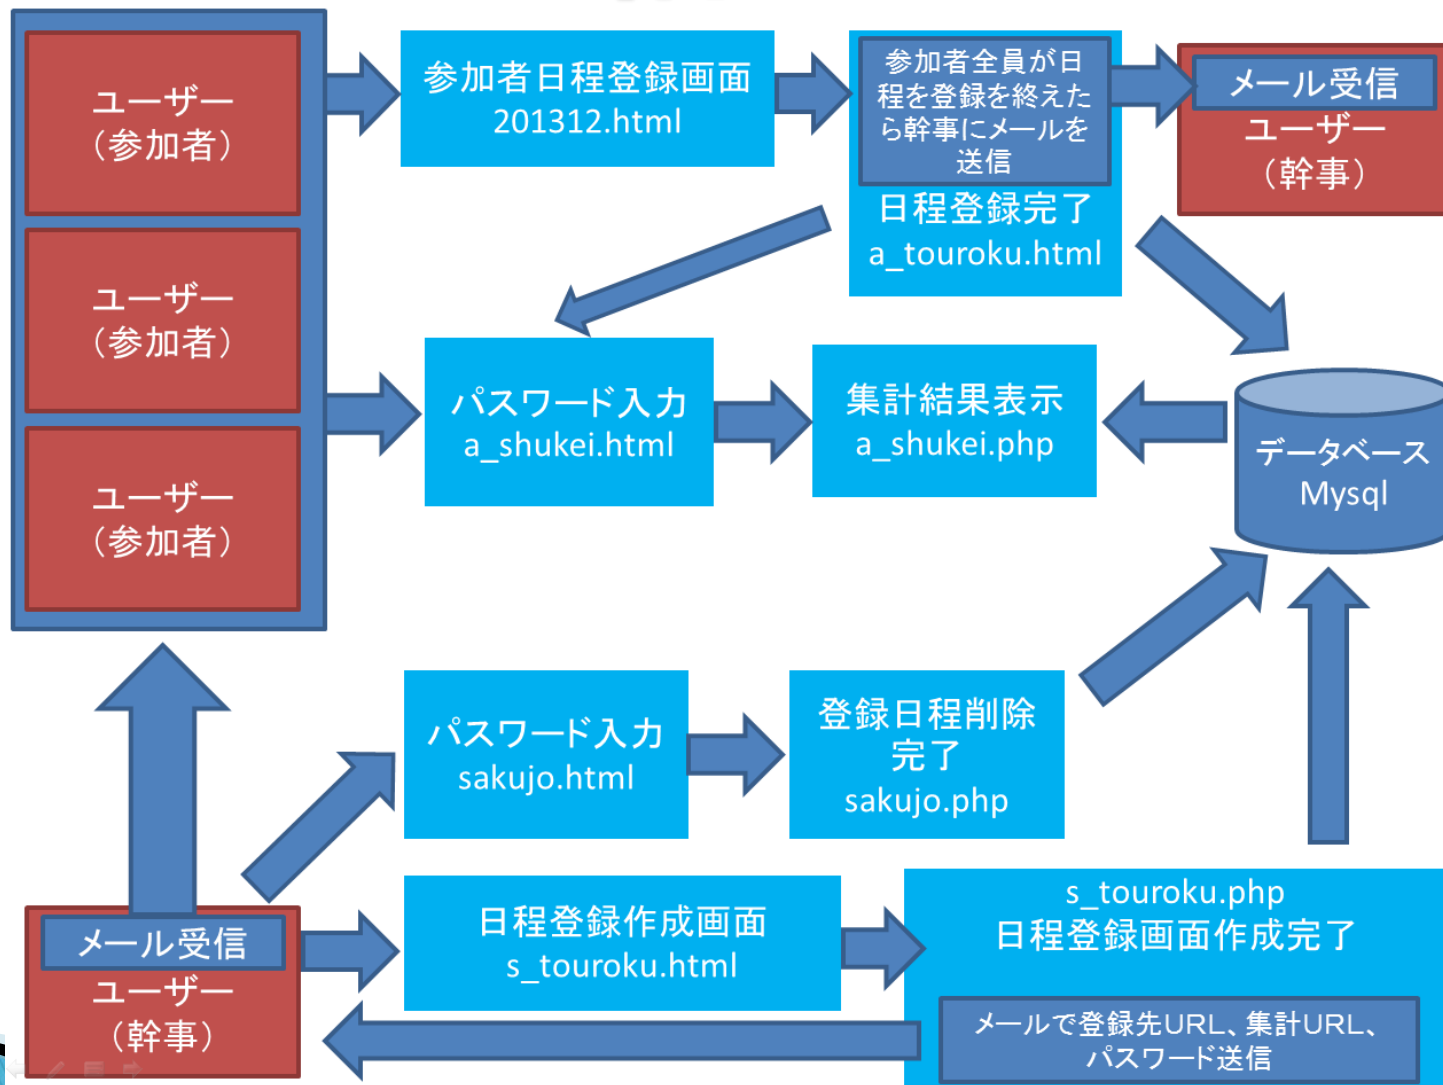 ユーザー
（参加者）
参加者日程登録画面
201312.html
参加者全員が日
程を登録を終えた
ら幹事にメールを
送信
日程登録完了
a_touroku.html
メール受信
ユーザー
（幹事）
ユーザー
（参加者）
パスワード入力
a_shukei.html
集計結果表示
a_shukei.php
データベース
Mysql
ユーザー
（参加者）
パスワード入力
sakujo.html
登録日程削除
完了
sakujo.php
メール受信
ユーザー
（幹事）
日程登録作成画面
s_touroku.html
s_touroku.php
日程登録画面作成完了
メールで登録先URL、集計URL、
パスワード送信